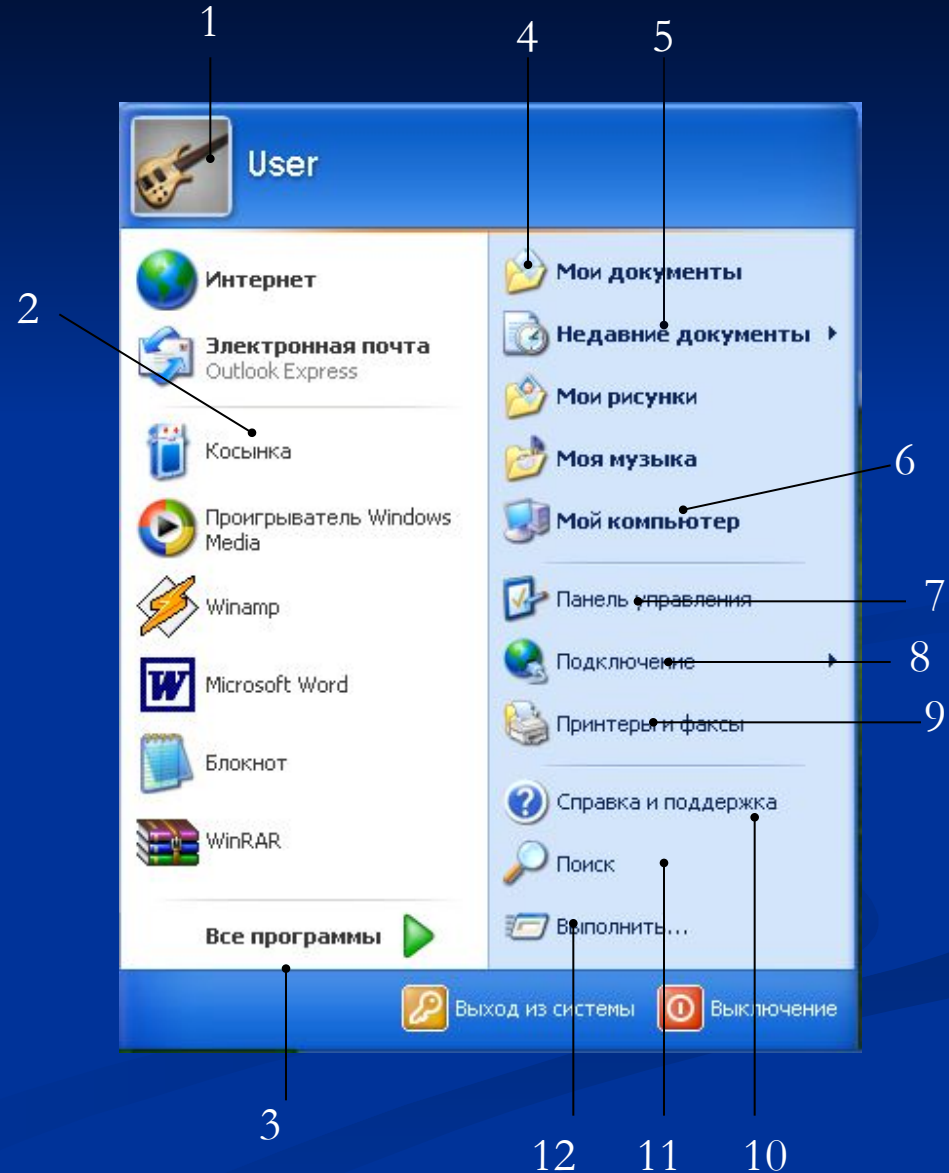 1
4
5
User
2
Интернет
Электронная почта
Outlook Express
Косынка
Проигрыватель Windows
Media
Winamp
Microsoft Word
Блокнот
WinRAR
Все программы
Мои документы
Недавние документы
Мои рисунки
Моя музыка
6
Мой компьютер
Панель управления
7
Подключение
8
Принтеры и факсы
9
Справка и поддержка
Поиск
Выполнить...
Выход из системы
Выключение
3
12
11
10